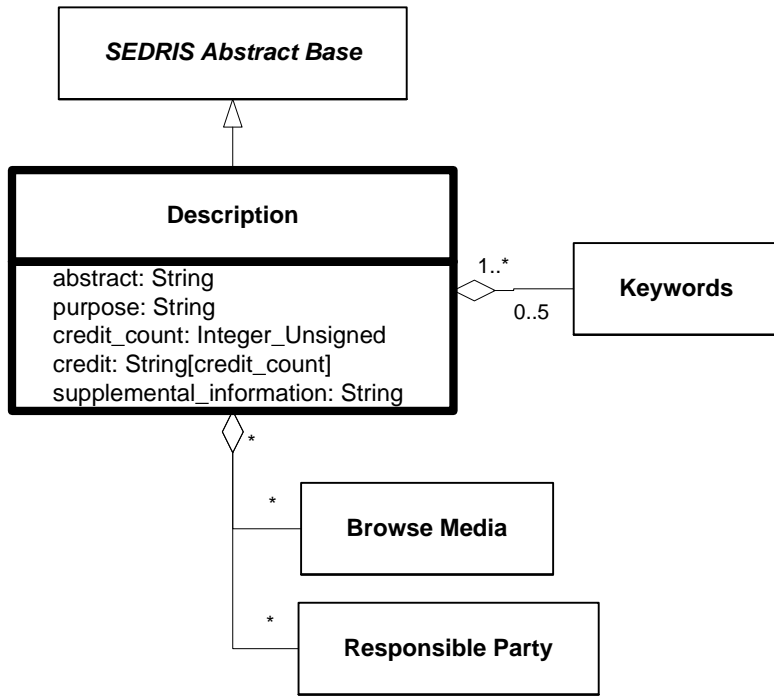 SEDRIS Abstract Base
Description
abstract: String
purpose: String
credit_count: Integer_Unsigned
credit: String[credit_count]
supplemental_information: String
1..*
0..5
Keywords
*
*
Browse Media
*
Responsible Party